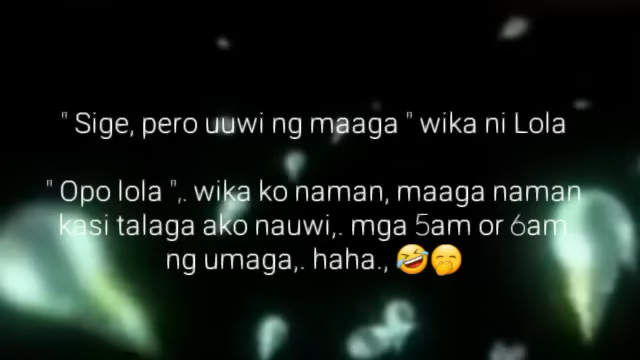 " Sige, pero uuwi ng maaga " wika ni Lola
" Opo lola ",. wika ko naman, maaga naman
kasi talaga ako nauwi,. mga 5am or 6am
ng umaga,. haha., 🤣🥱